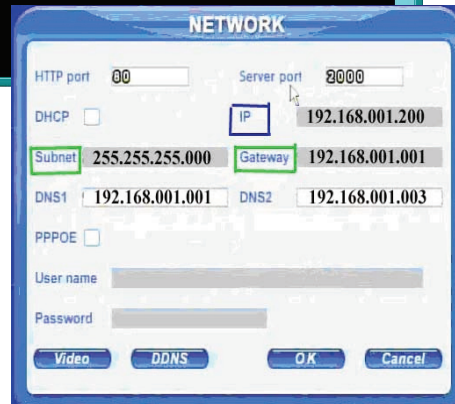 NETWORK
HTTP port 80 Server port 2000
DHCP IP 192.168.001.200
Subnet 255.255.255.000 Gateway 192.168.001.001
DNS1 192.168.001.001 DNS2 192.168.001.003
PPPOE
User name
Password
Video DDNS OK Cancel